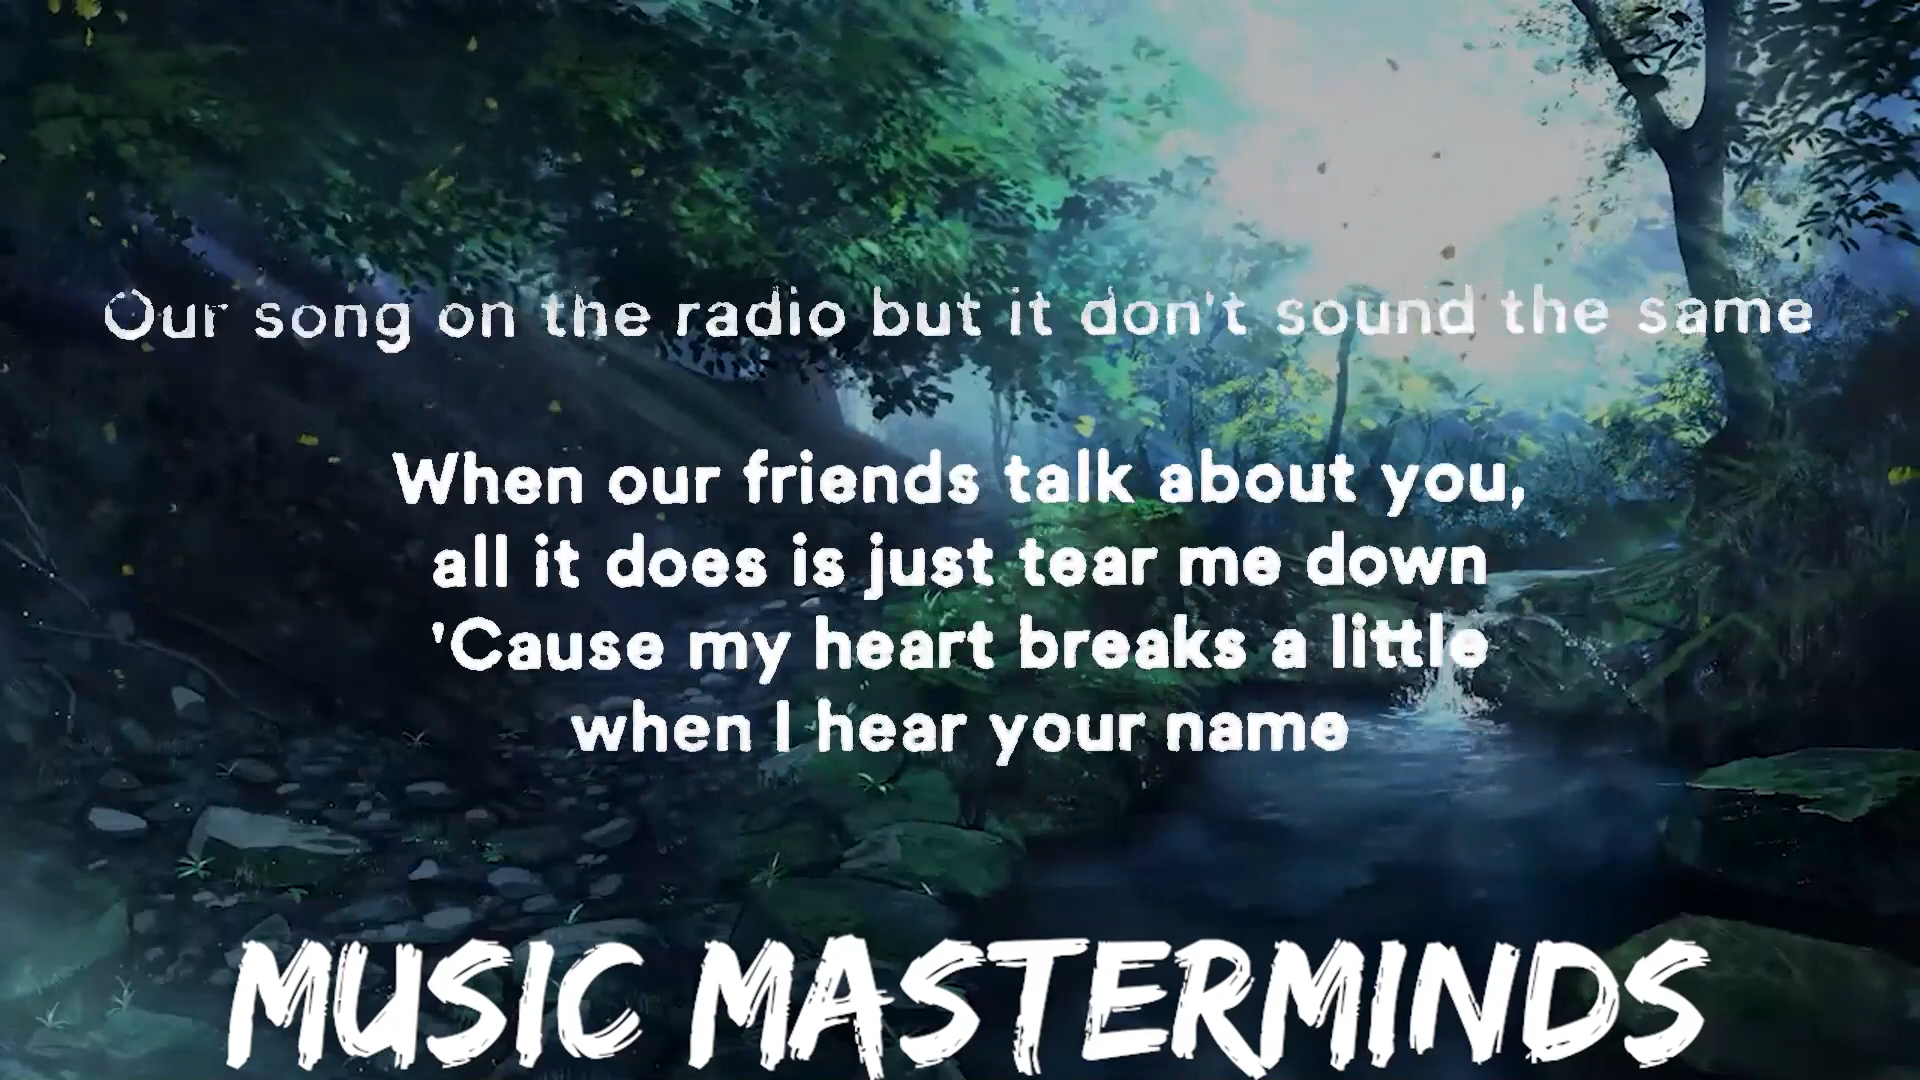 Our song on the radio but it don't sound the same
When our friends talk about you,
all it does is just tear me down
'Cause my heart breaks a little
when I hear your name
MUSIC MASTERMINDS